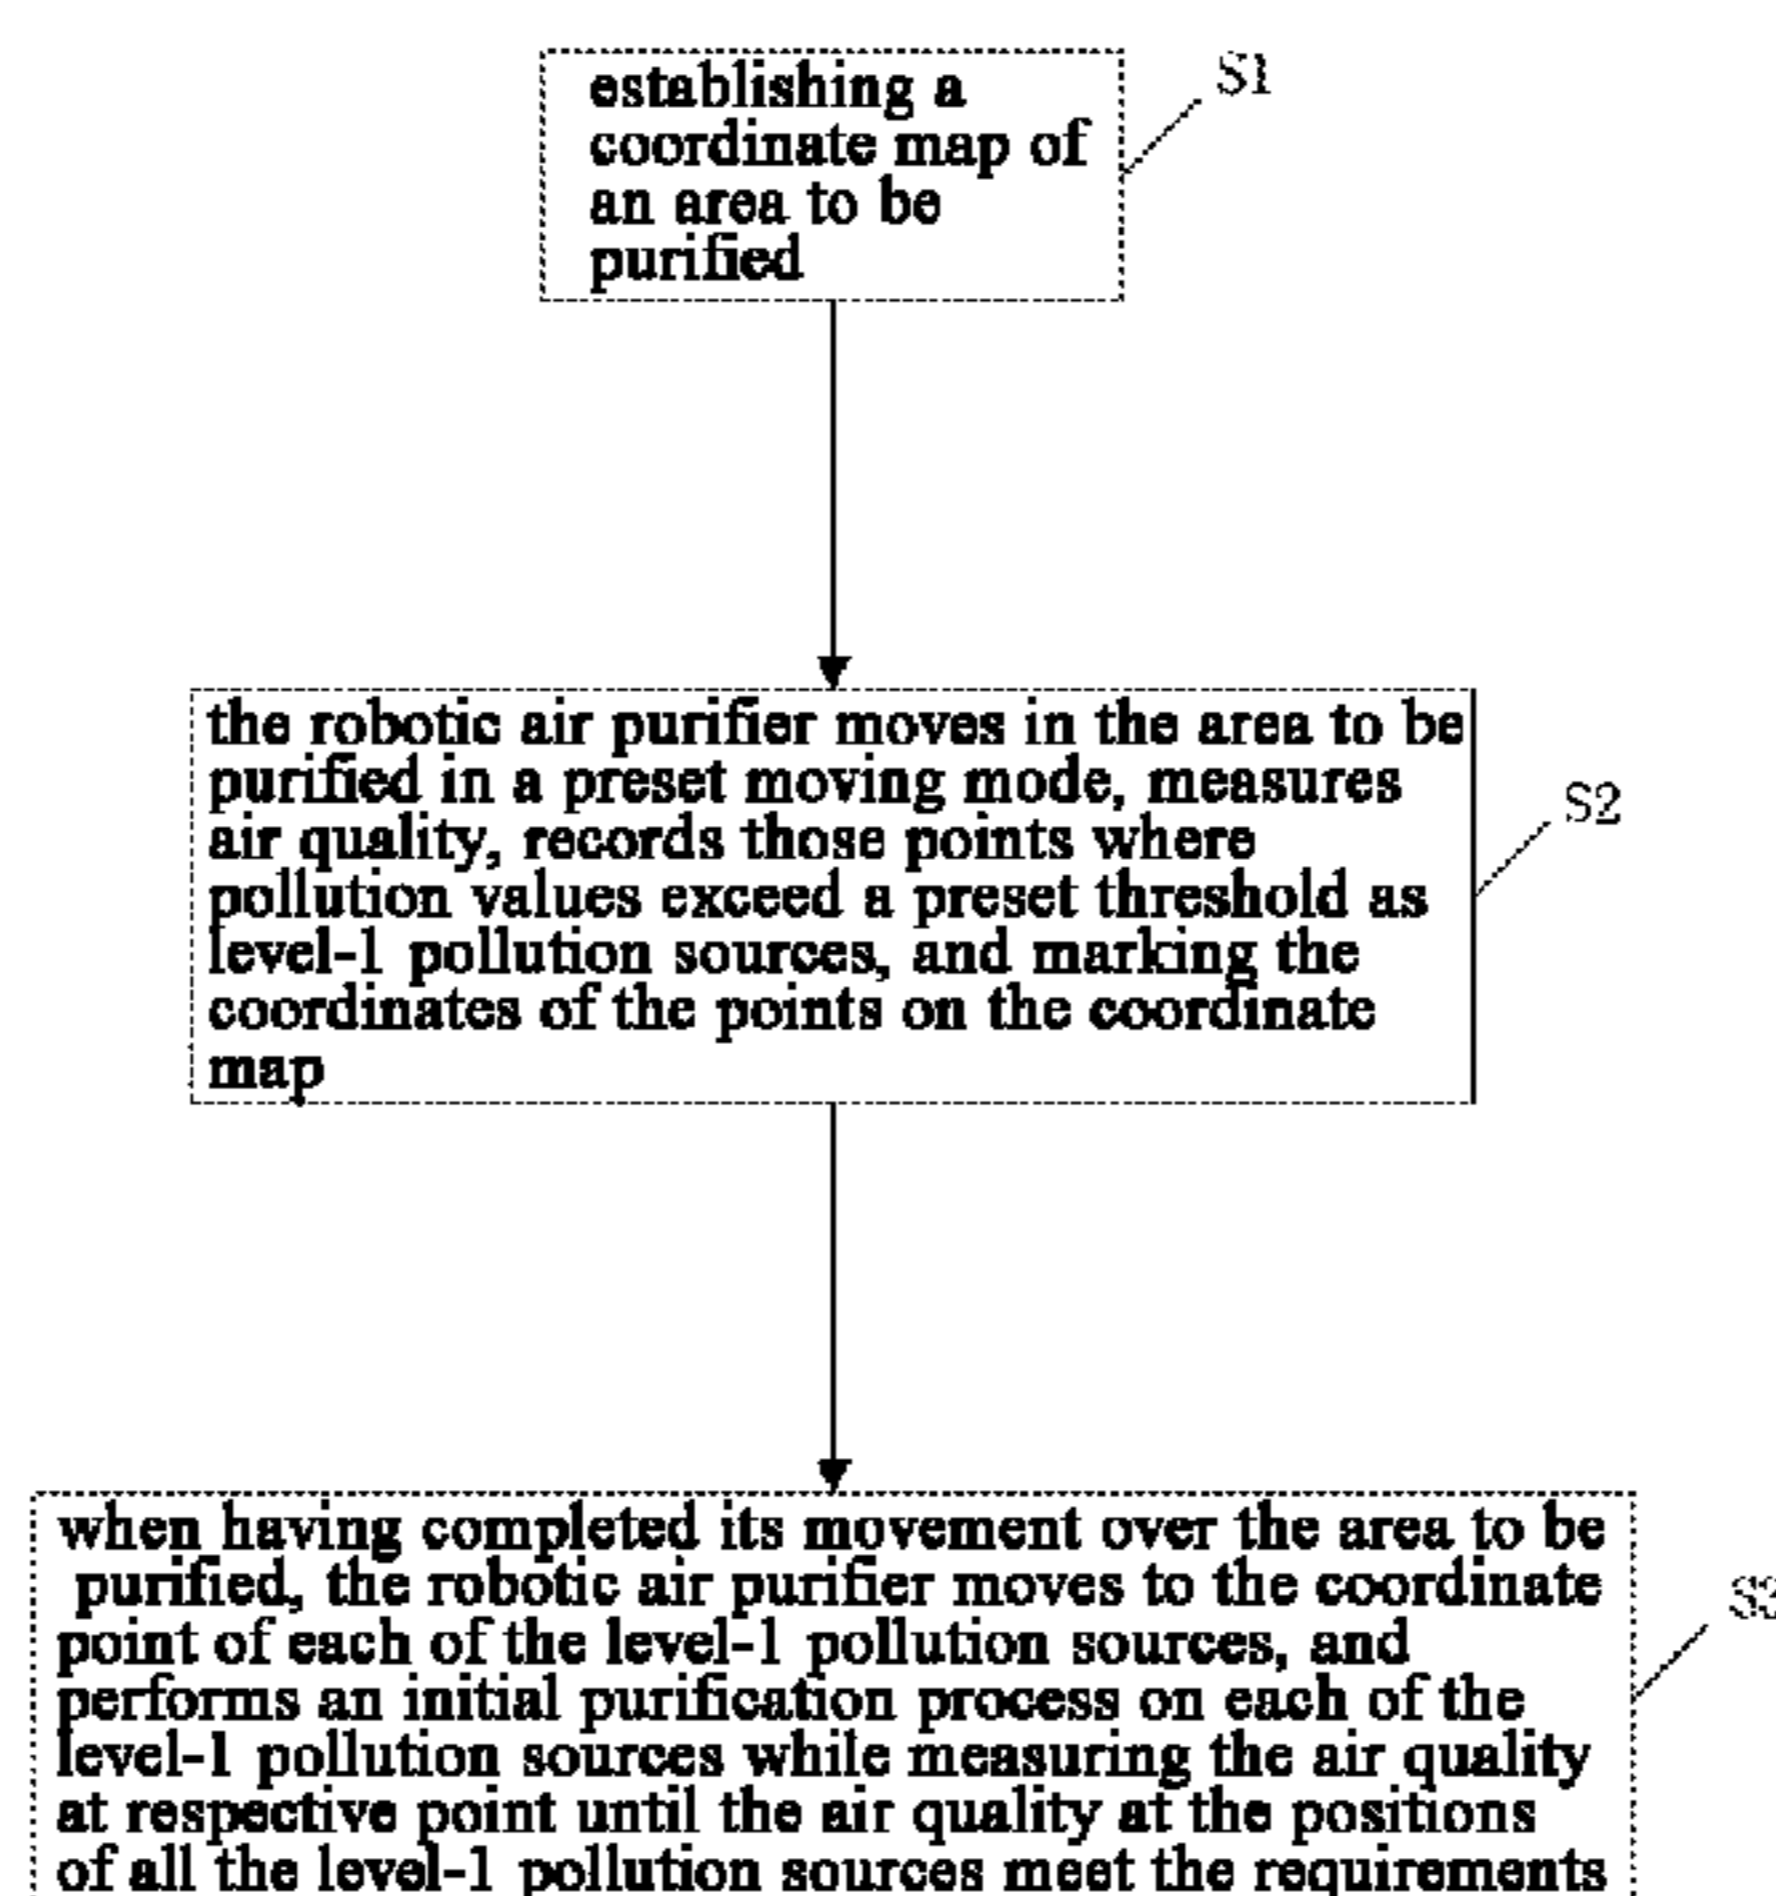 establishing a
coordinate map of
an area to be
purified
S1
the robotic air purifier moves in the area to be
purified in a preset moving mode, measures
air quality, records those points where
pollution values exceed a preset threshold as
level-1 pollution sources, and marking the
coordinates of the points on the coordinate
map
S2
when having completed its movement over the area to be
purified, the robotic air purifier moves to the coordinate
point of each of the level-1 pollution sources, and
performs an initial purification process on each of the
level-1 pollution sources while measuring the air quality
at respective point until the air quality at the positions
of all the level-1 pollution sources meet the requirements
S3